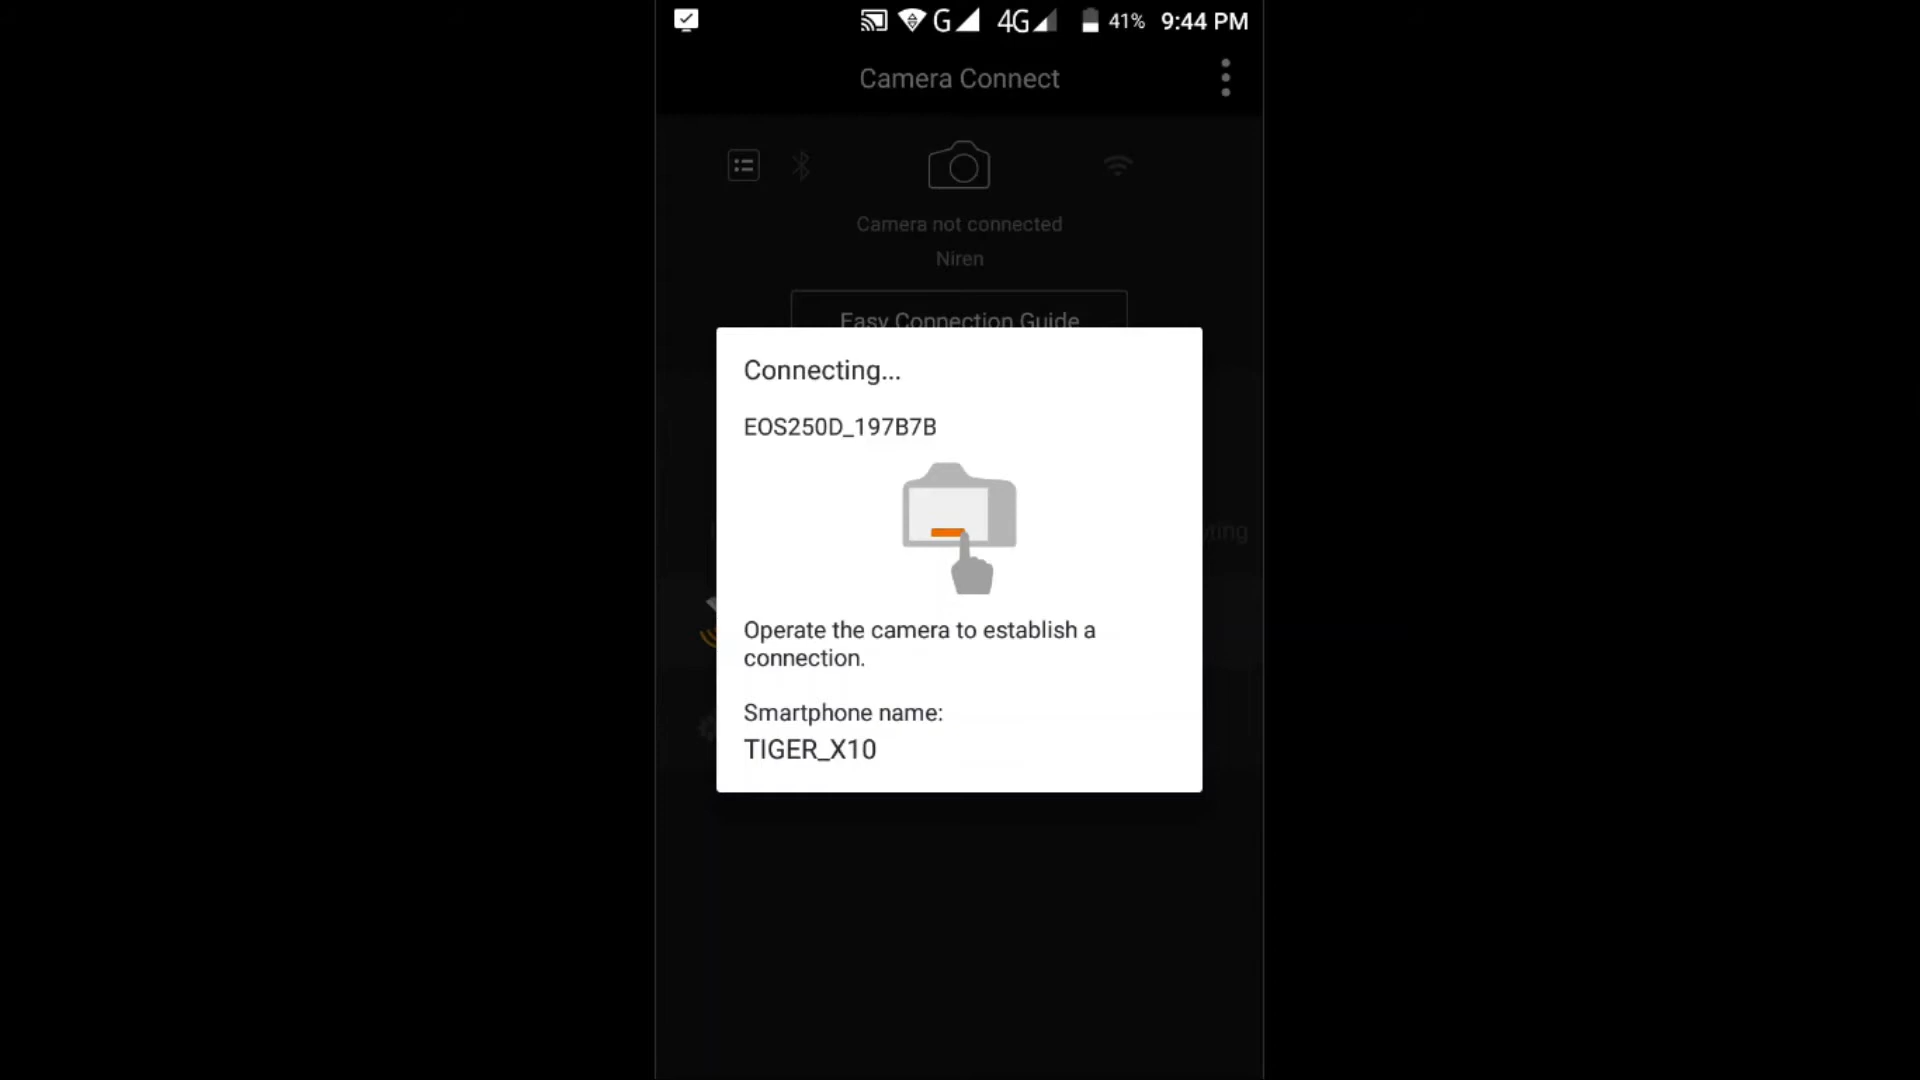 G 4G 41% 9:44 PM
Camera Connect
Camera not connected
Niren
Easy Connection Guide
Connecting...
EOS250D_197B7B
Operate the camera to establish a
connection.
Smartphone name:
TIGER_X10